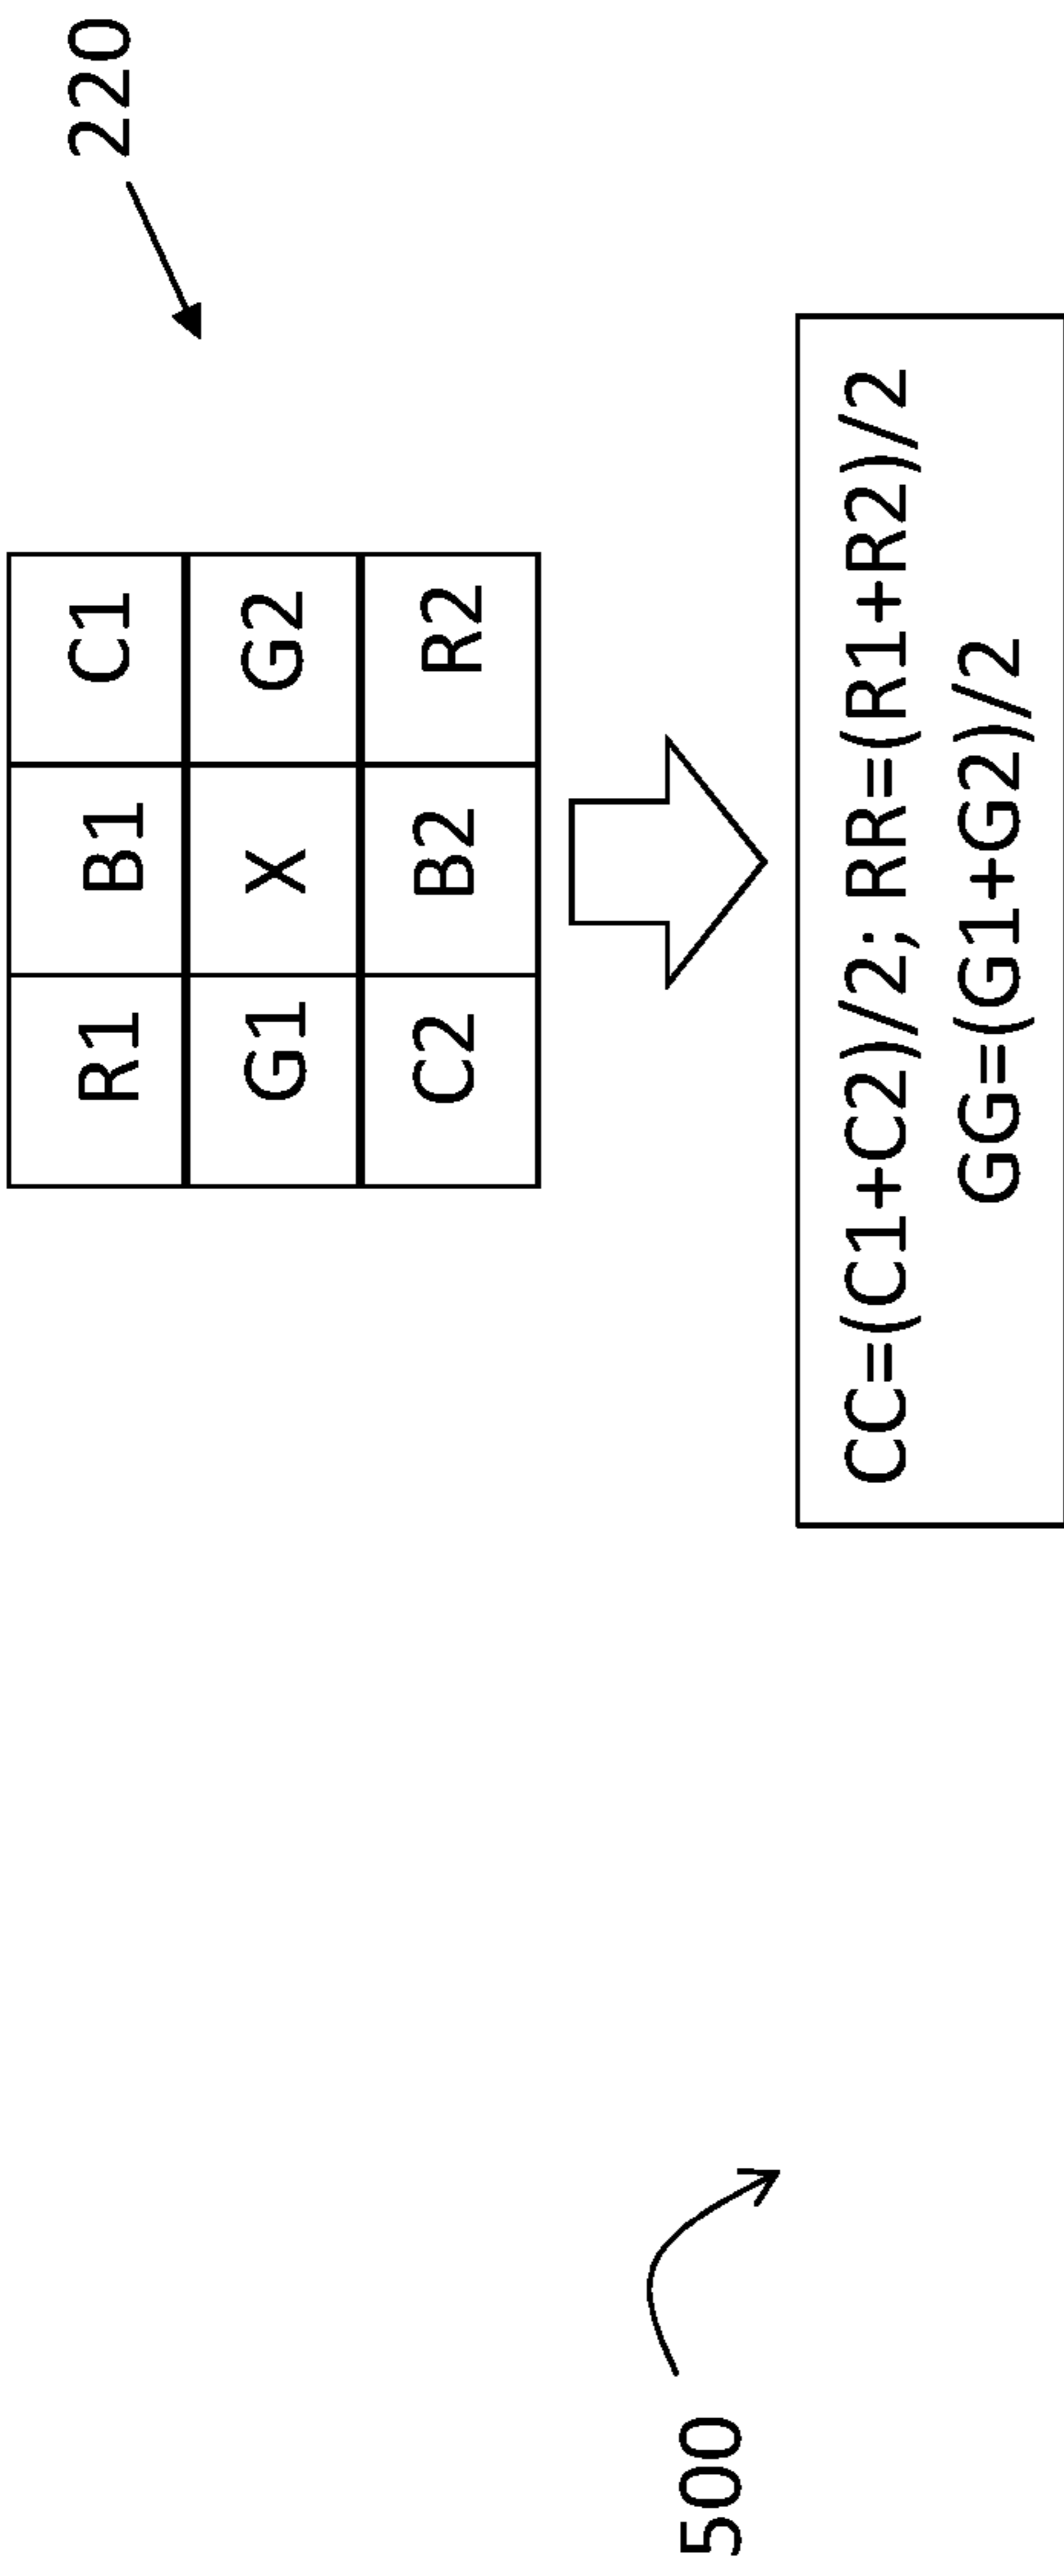 R1 B1 C1 220
G1 X G2
C2 B2 R2
500
CC=(C1+C2)/2; RR=(R1+R2)/2
GG=(G1+G2)/2